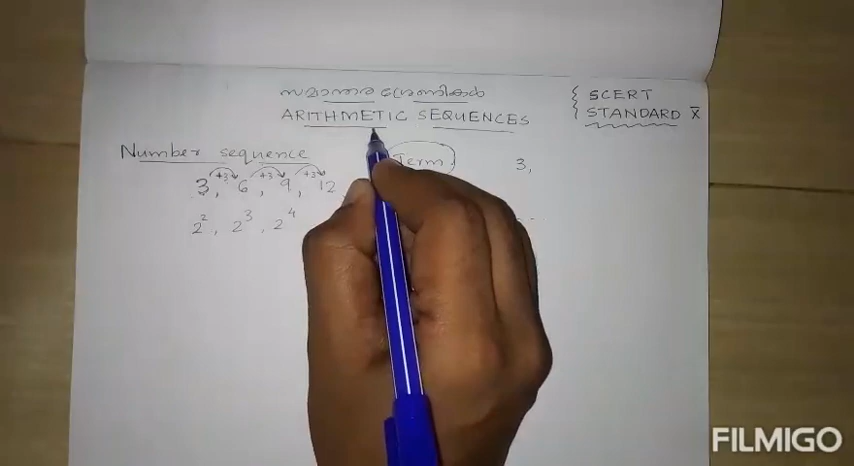 സമാന്തര ശ്രേണികൾ
ARITHMETIC SEQUENCES
SCERT
STANDARD X
Number sequence
Term
3,
+3 +3 +3
3, 6, 9, 12
2², 2³, 2⁴
FILMIGO